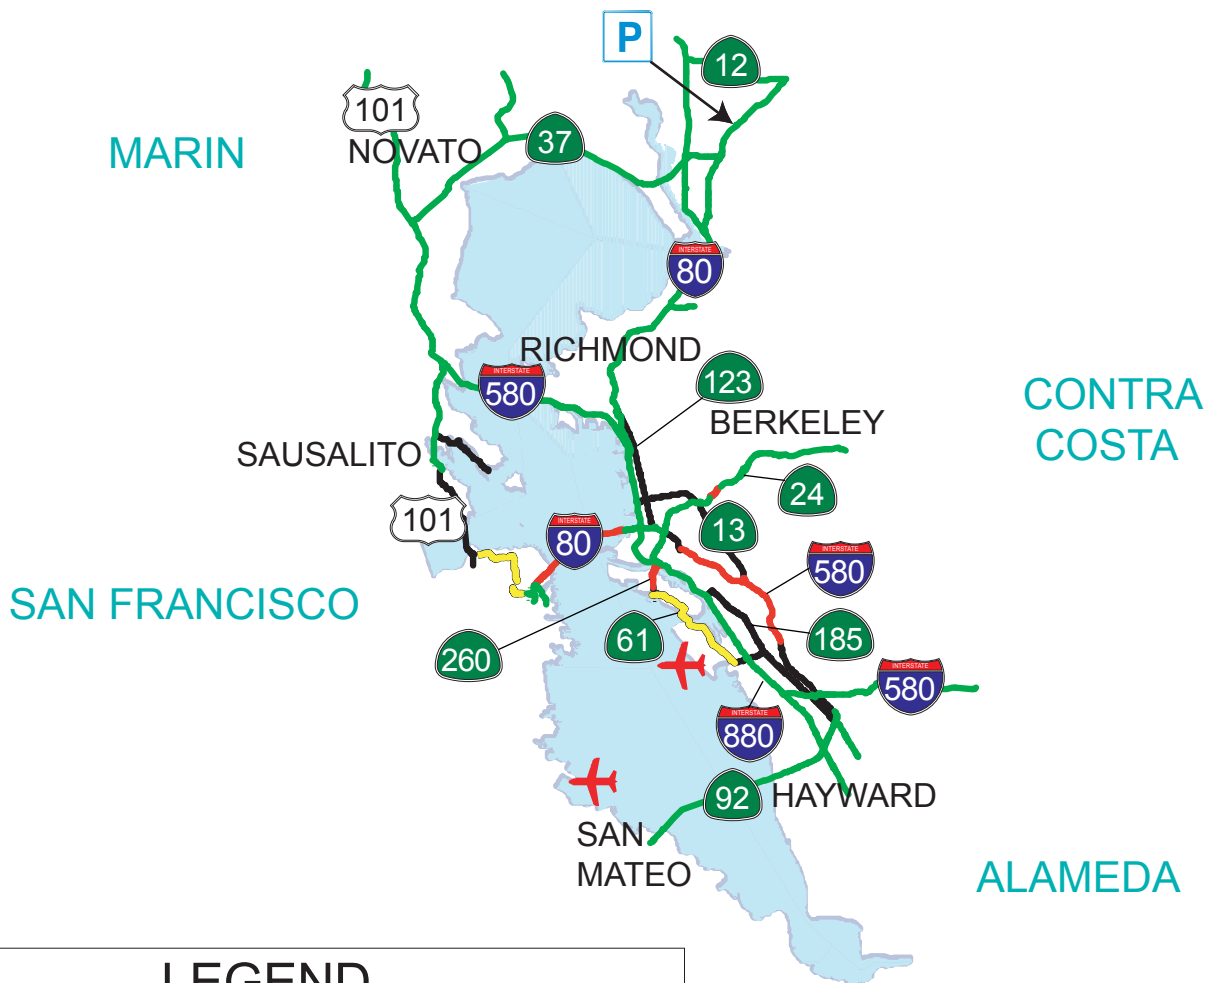 P
12
101
NOVATO
37
MARIN
INTERSTATE
80
RICHMOND
INTERSTATE
580
123
BERKELEY
CONTRA
COSTA
SAUSALITO
24
101
INTERSTATE
80
13
INTERSTATE
580
SAN FRANCISCO
260
61
185
INTERSTATE
580
INTERSTATE
880
92
HAYWARD
SAN
MATEO
ALAMEDA
LEGEND